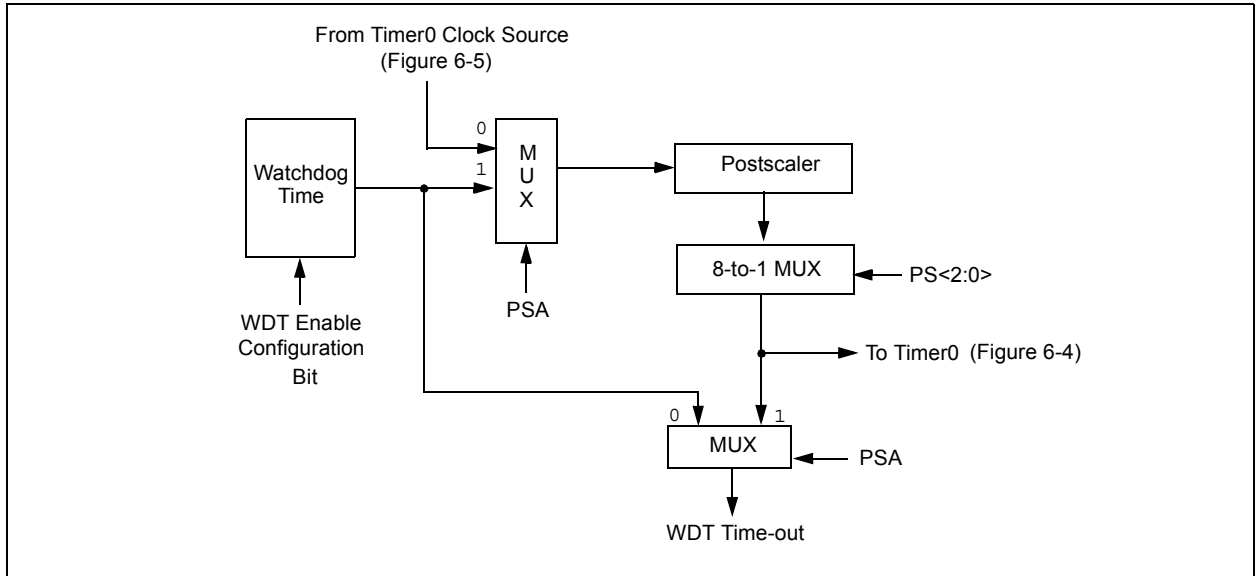 From Timer0 Clock Source
(Figure 6-5)
0
1
M
U
X
Watchdog
Time
Postscaler
8-to-1 MUX
PS<2:0>
PSA
WDT Enable
Configuration
Bit
To Timer0 (Figure 6-4)
0
1
MUX
PSA
WDT Time-out